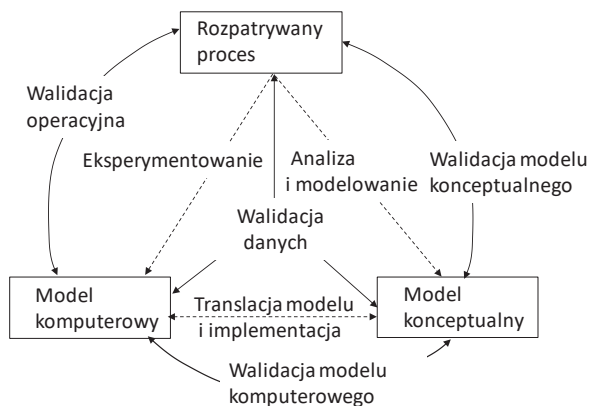 Rozpatrywany
proces
Walidacja
operacyjna
Eksperymentowanie
Analiza
i modelowanie
Walidacja modelu
konceptualnego
Walidacja
danych
Model
komputerowy
Translacja modelu
i implementacja
Model
konceptualny
Walidacja modelu
komputerowego